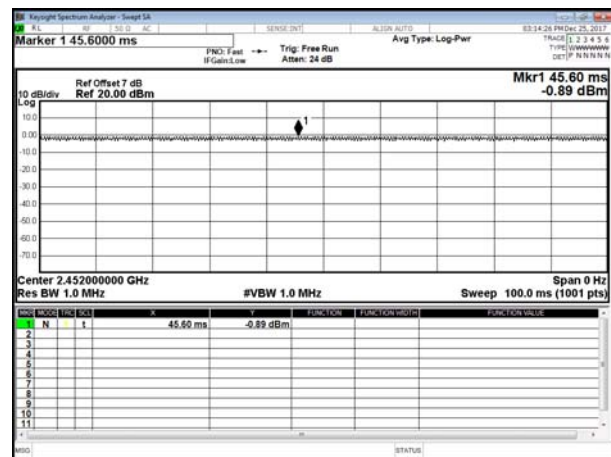 Keysight Spectrum Analyzer - Swept SA
RL RF 50 Ω AC SENSE:INT ALIGN AUTO 03:14:26 PM Dec 25, 2017
Marker 1 45.6000 ms
PNO: Fast
IFGain:Low
Trig: Free Run
Atten: 24 dB
Avg Type: Log-Pwr
TRACE 1 2 3 4 5 6
TYPE WWWWWW
DET P N N N N N
Ref Offset 7 dB
10 dB/div Ref 20.00 dBm
Log
Mkr1 45.60 ms
-0.89 dBm
1
10.0
0.00
-10.0
-20.0
-30.0
-40.0
-50.0
-60.0
-70.0
Center 2.452000000 GHz
Span 0 Hz
Res BW 1.0 MHz #VBW 1.0 MHz Sweep 100.0 ms (1001 pts)
MKR MODE TRC SCL X Y FUNCTION FUNCTION WIDTH FUNCTION VALUE
1 N t 45.60 ms -0.89 dBm
2
3
4
5
6
7
8
9
10
11
MSG STATUS